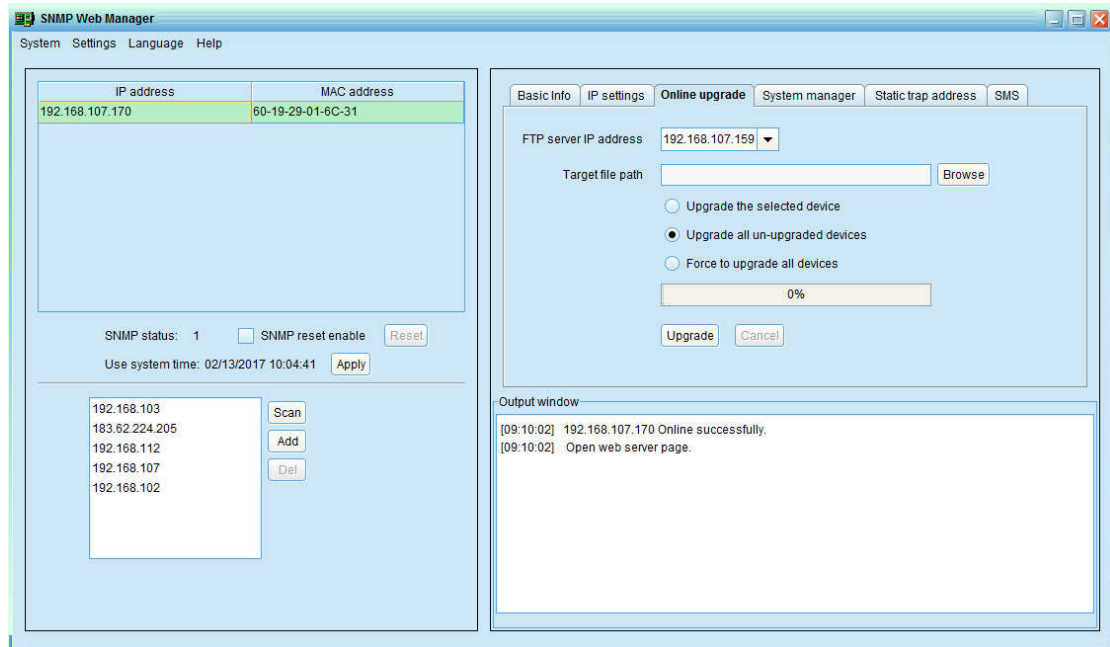 SNMP Web Manager
System Settings Language Help
IP address MAC address
192.168.107.170 60-19-29-01-6C-31
SNMP status: 1 SNMP reset enable Reset
Use system time: 02/13/2017 10:04:41 Apply
192.168.103
183.62.224.205
192.168.112
192.168.107
192.168.102
Scan
Add
Del
Basic Info IP settings Online upgrade System manager Static trap address SMS
FTP server IP address 192.168.107.159
Target file path Browse
Upgrade the selected device
Upgrade all un-upgraded devices
Force to upgrade all devices
0%
Upgrade Cancel
Output window
[09:10:02] 192.168.107.170 Online successfully.
[09:10:02] Open web server page.